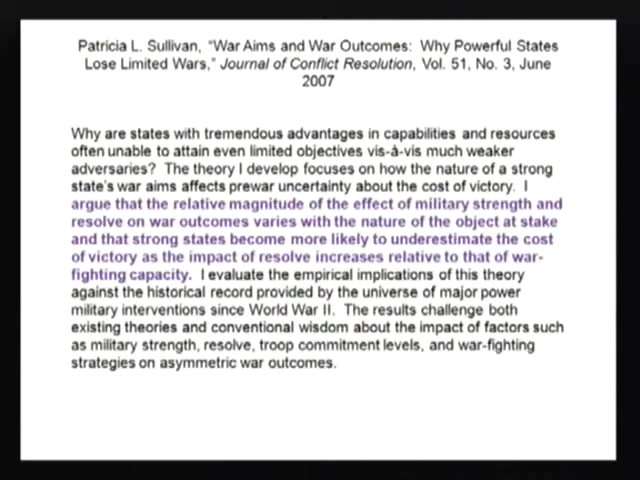 Patricia L. Sullivan, "War Aims and War Outcomes: Why Powerful States
Lose Limited Wars," Journal of Conflict Resolution, Vol. 51, No. 3, June
2007
Why are states with tremendous advantages in capabilities and resources
often unable to attain even limited objectives vis-à-vis much weaker
adversaries? The theory I develop focuses on how the nature of a strong
state's war aims affects prewar uncertainty about the cost of victory. I
argue that the relative magnitude of the effect of military strength and
resolve on war outcomes varies with the nature of the object at stake
and that strong states become more likely to underestimate the cost
of victory as the impact of resolve increases relative to that of war-
fighting capacity. I evaluate the empirical implications of this theory
against the historical record provided by the universe of major power
military interventions since World War II. The results challenge both
existing theories and conventional wisdom about the impact of factors such
as military strength, resolve, troop commitment levels, and war-fighting
strategies on asymmetric war outcomes.